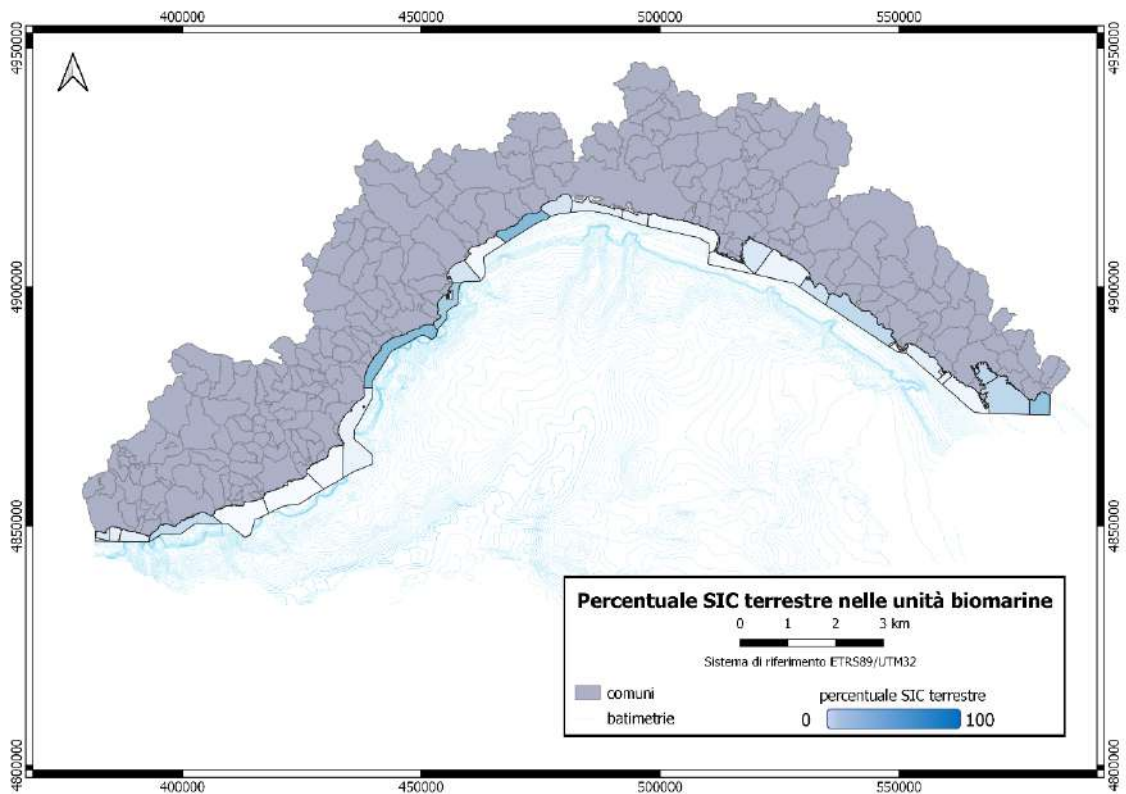 400000 450000 500000 550000
4950000 4950000
4900000 4900000
4850000 4850000
4800000 4800000
Percentuale SIC terrestre nelle unità biomarine
0 1 2 3 km
Sistema di riferimento ETRS89/UTM32
comuni
batimetrie
percentuale SIC terrestre
0 100
400000 450000 500000 550000